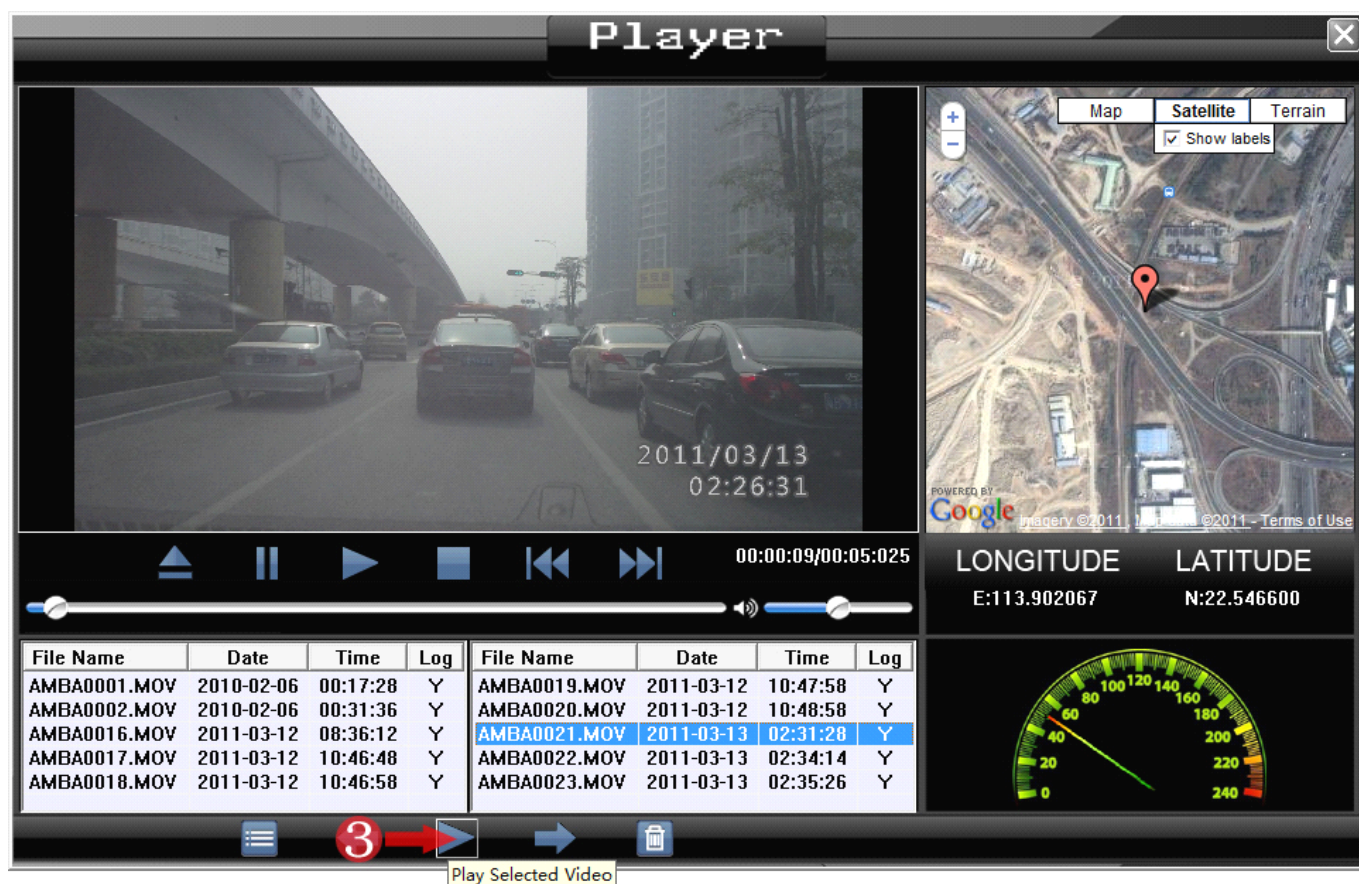 Player
Map Satellite Terrain
Show labels
2011/03/13
02:26:31
POWERED BY
Google
Imagery ©2011, Map data ©2011 - Terms of Use
00:00:09/00:05:025
LONGITUDE LATITUDE
E:113.902067 N:22.546600
File Name Date Time Log
AMBA0001.MOV 2010-02-06 00:17:28 Y
AMBA0002.MOV 2010-02-06 00:31:36 Y
AMBA0016.MOV 2011-03-12 08:36:12 Y
AMBA0017.MOV 2011-03-12 10:46:48 Y
AMBA0018.MOV 2011-03-12 10:46:58 Y
File Name Date Time Log
AMBA0019.MOV 2011-03-12 10:47:58 Y
AMBA0020.MOV 2011-03-12 10:48:58 Y
AMBA0021.MOV 2011-03-13 02:31:28 Y
AMBA0022.MOV 2011-03-13 02:34:14 Y
AMBA0023.MOV 2011-03-13 02:35:26 Y
0 20 40 60 80 100 120 140 160 180 200 220 240
3
Play Selected Video